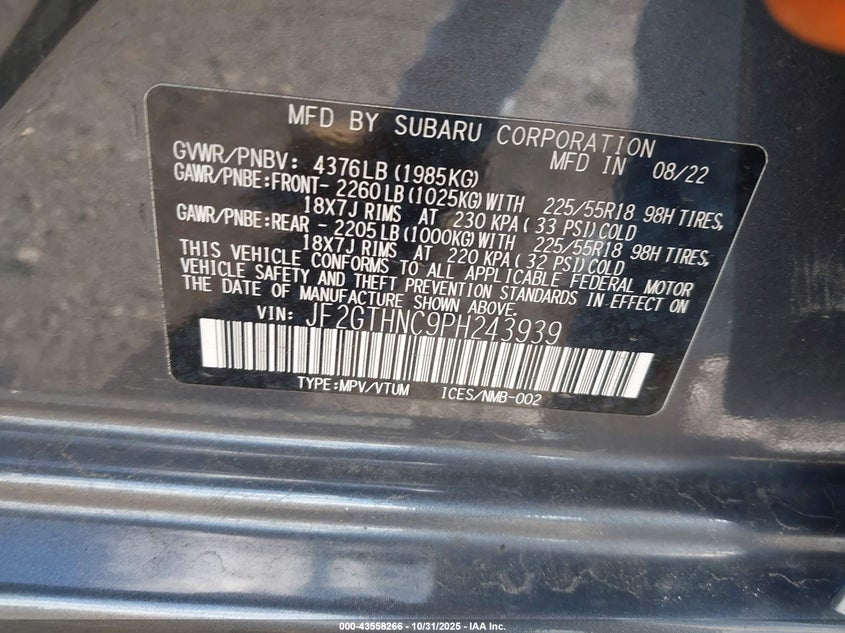 MFD BY SUBARU CORPORATION
GVWR/PNBV: 4376LB(1985KG) MFD IN 08/22
GAWR/PNBE:FRONT- 2260LB(1025KG)WITH 225/55R18 98H TIRES,
18X7J RIMS AT 230 KPA( 33 PSI)COLD
GAWR/PNBE:REAR - 2205LB(1000KG)WITH 225/55R18 98H TIRES,
18X7J RIMS AT 220 KPA( 32 PSI)COLD
THIS VEHICLE CONFORMS TO ALL APPLICABLE FEDERAL MOTOR
VEHICLE SAFETY AND THEFT PREVENTION STANDARDS IN EFFECT ON
THE DATE OF MANUFACTURE SHOWN ABOVE.
VIN: JF2GTHNC9PH243939
TYPE:MPV/VTUM ICES/NMB-002
000-43558266 - 10/31/2025 - IAA Inc.